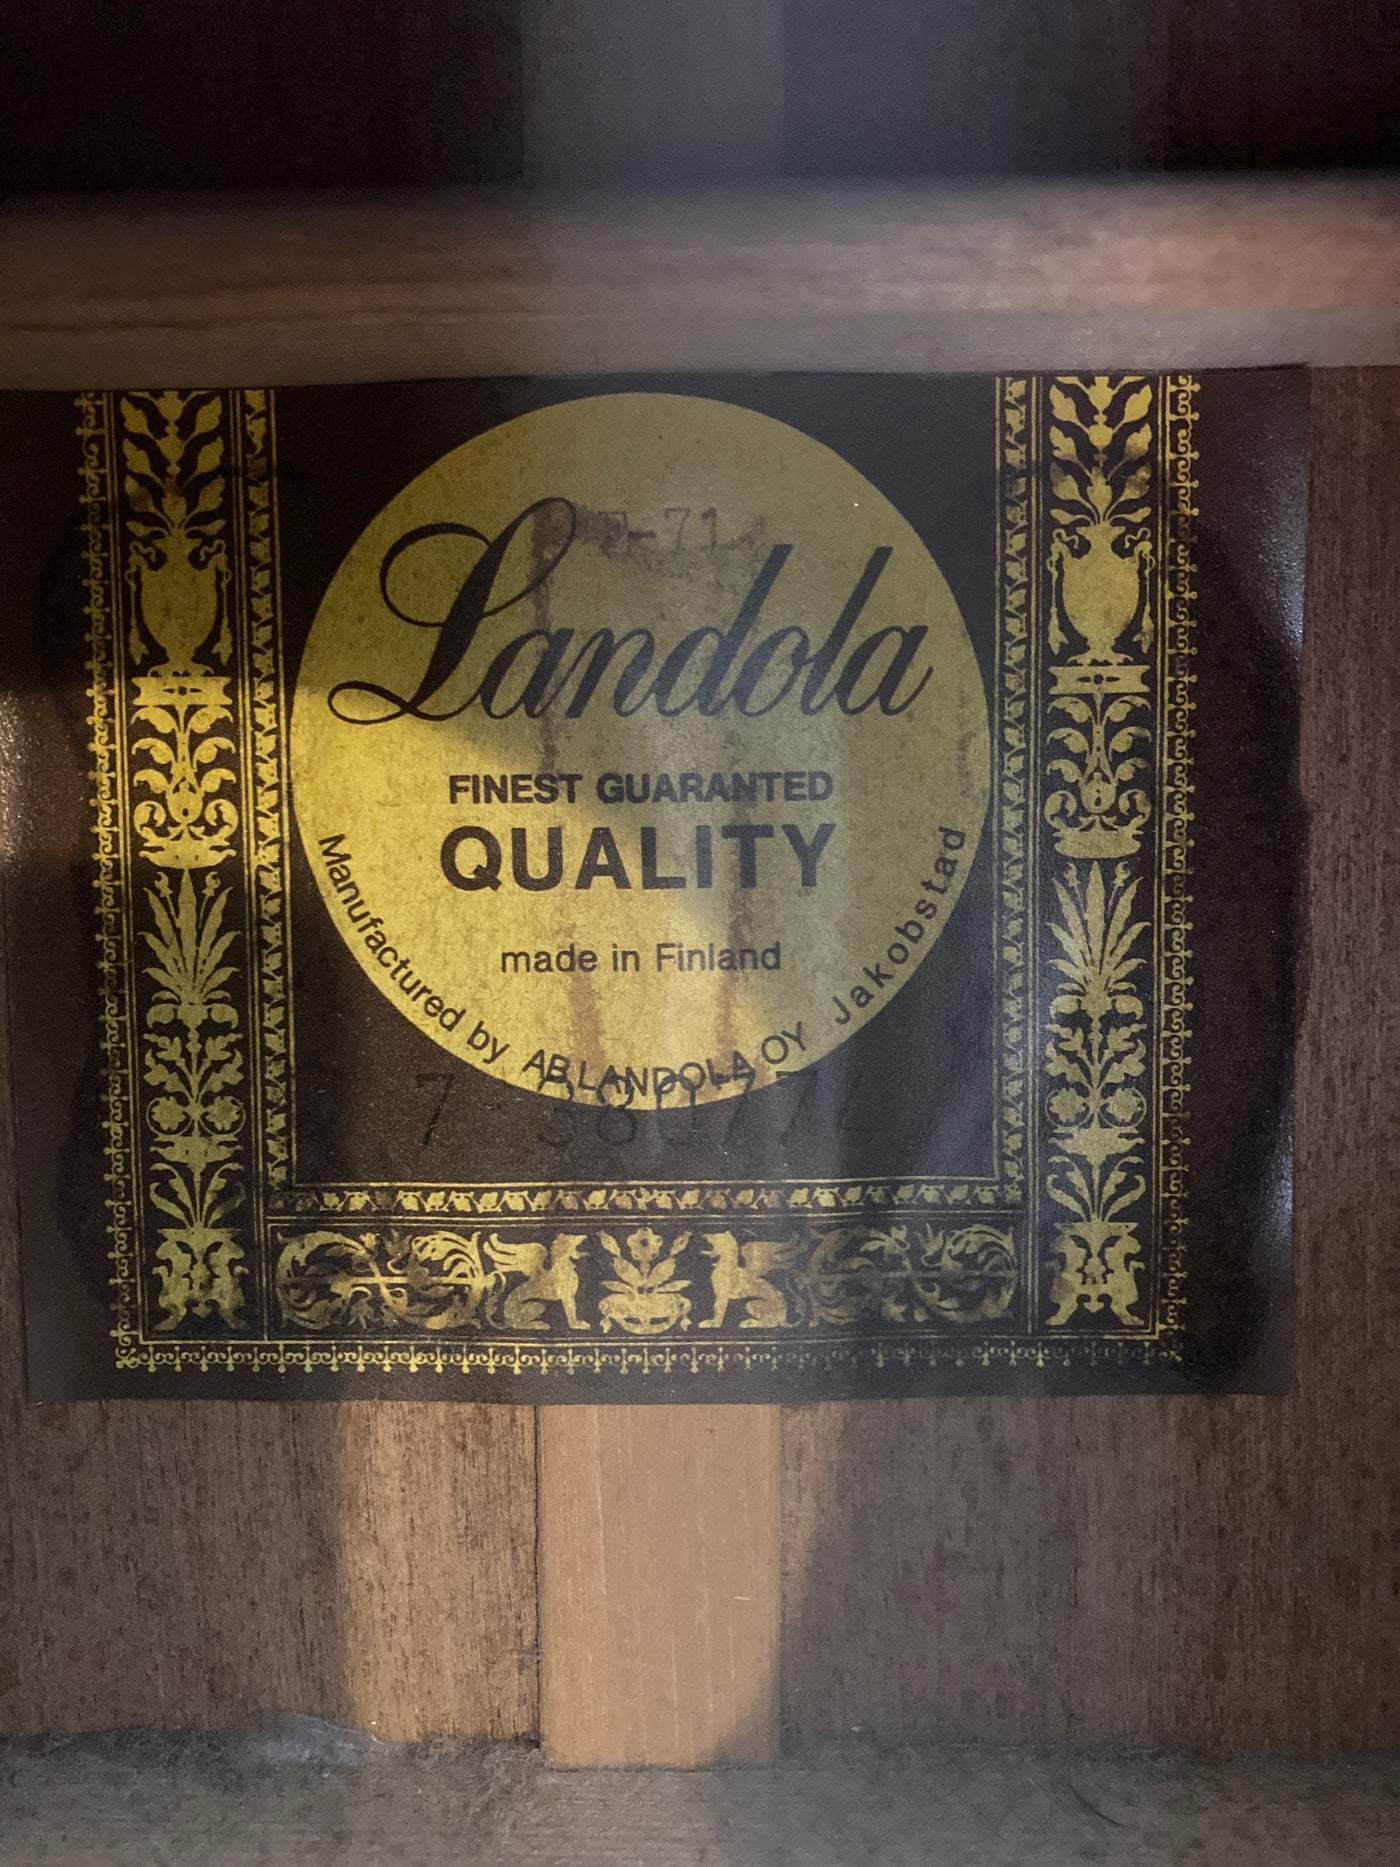 Landola
FINEST GUARANTED
QUALITY
made in Finland
Manufactured by AB LANDOLA OY Jakobstad